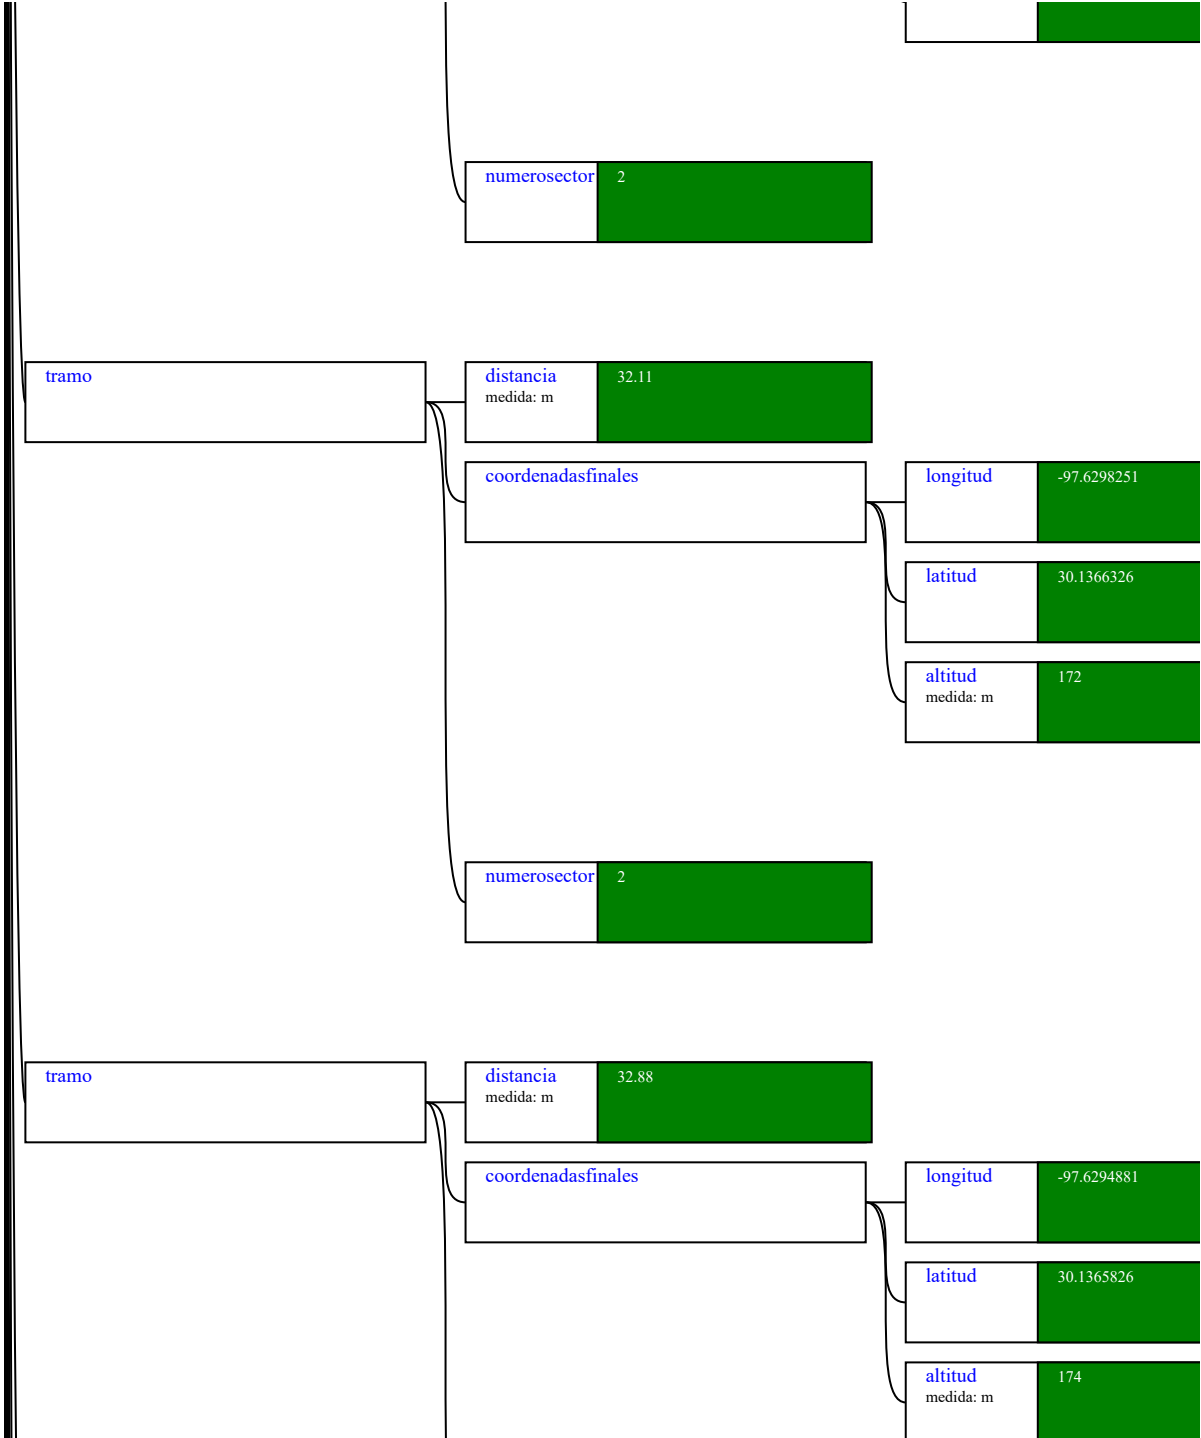 numerosector 2
tramo
distancia 32.11
medida: m
coordenadasfinales
longitud -97.6298251
latitud 30.1366326
altitud 172
medida: m
numerosector 2
tramo
distancia 32.88
medida: m
coordenadasfinales
longitud -97.6294881
latitud 30.1365826
altitud 174
medida: m